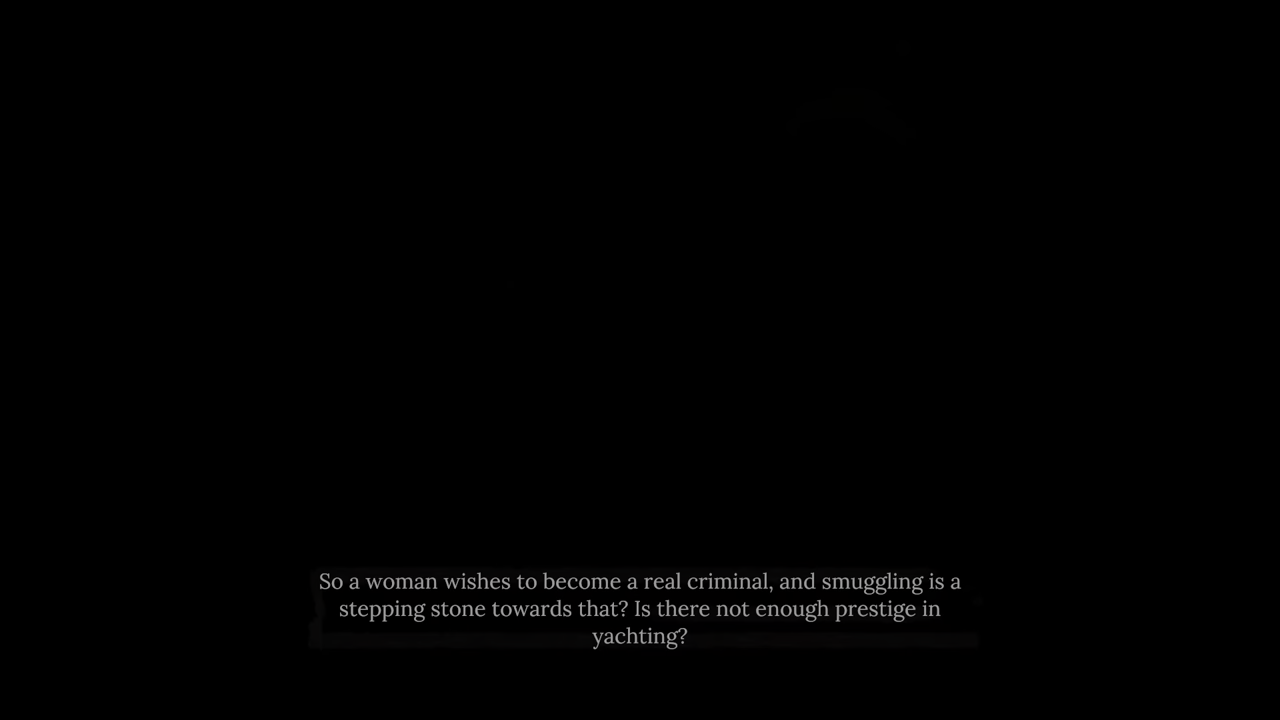 So a woman wishes to become a real criminal, and smuggling is a
stepping stone towards that? Is there not enough prestige in
yachting?